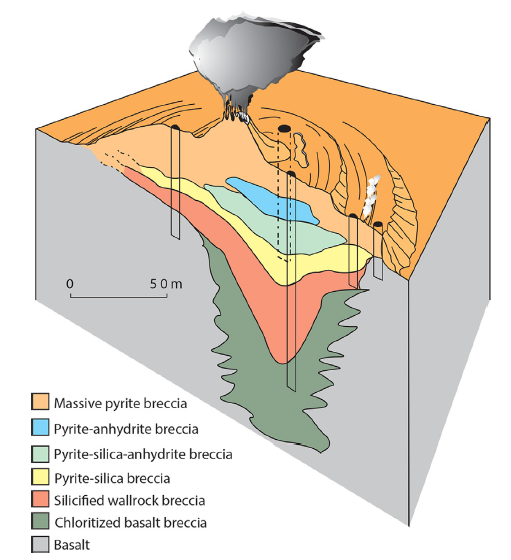 0
50 m
Massive pyrite breccia
Pyrite-anhydrite breccia
Pyrite-silica-anhydrite breccia
Pyrite-silica breccia
Silicified wallrock breccia
Chloritized basalt breccia
Basalt